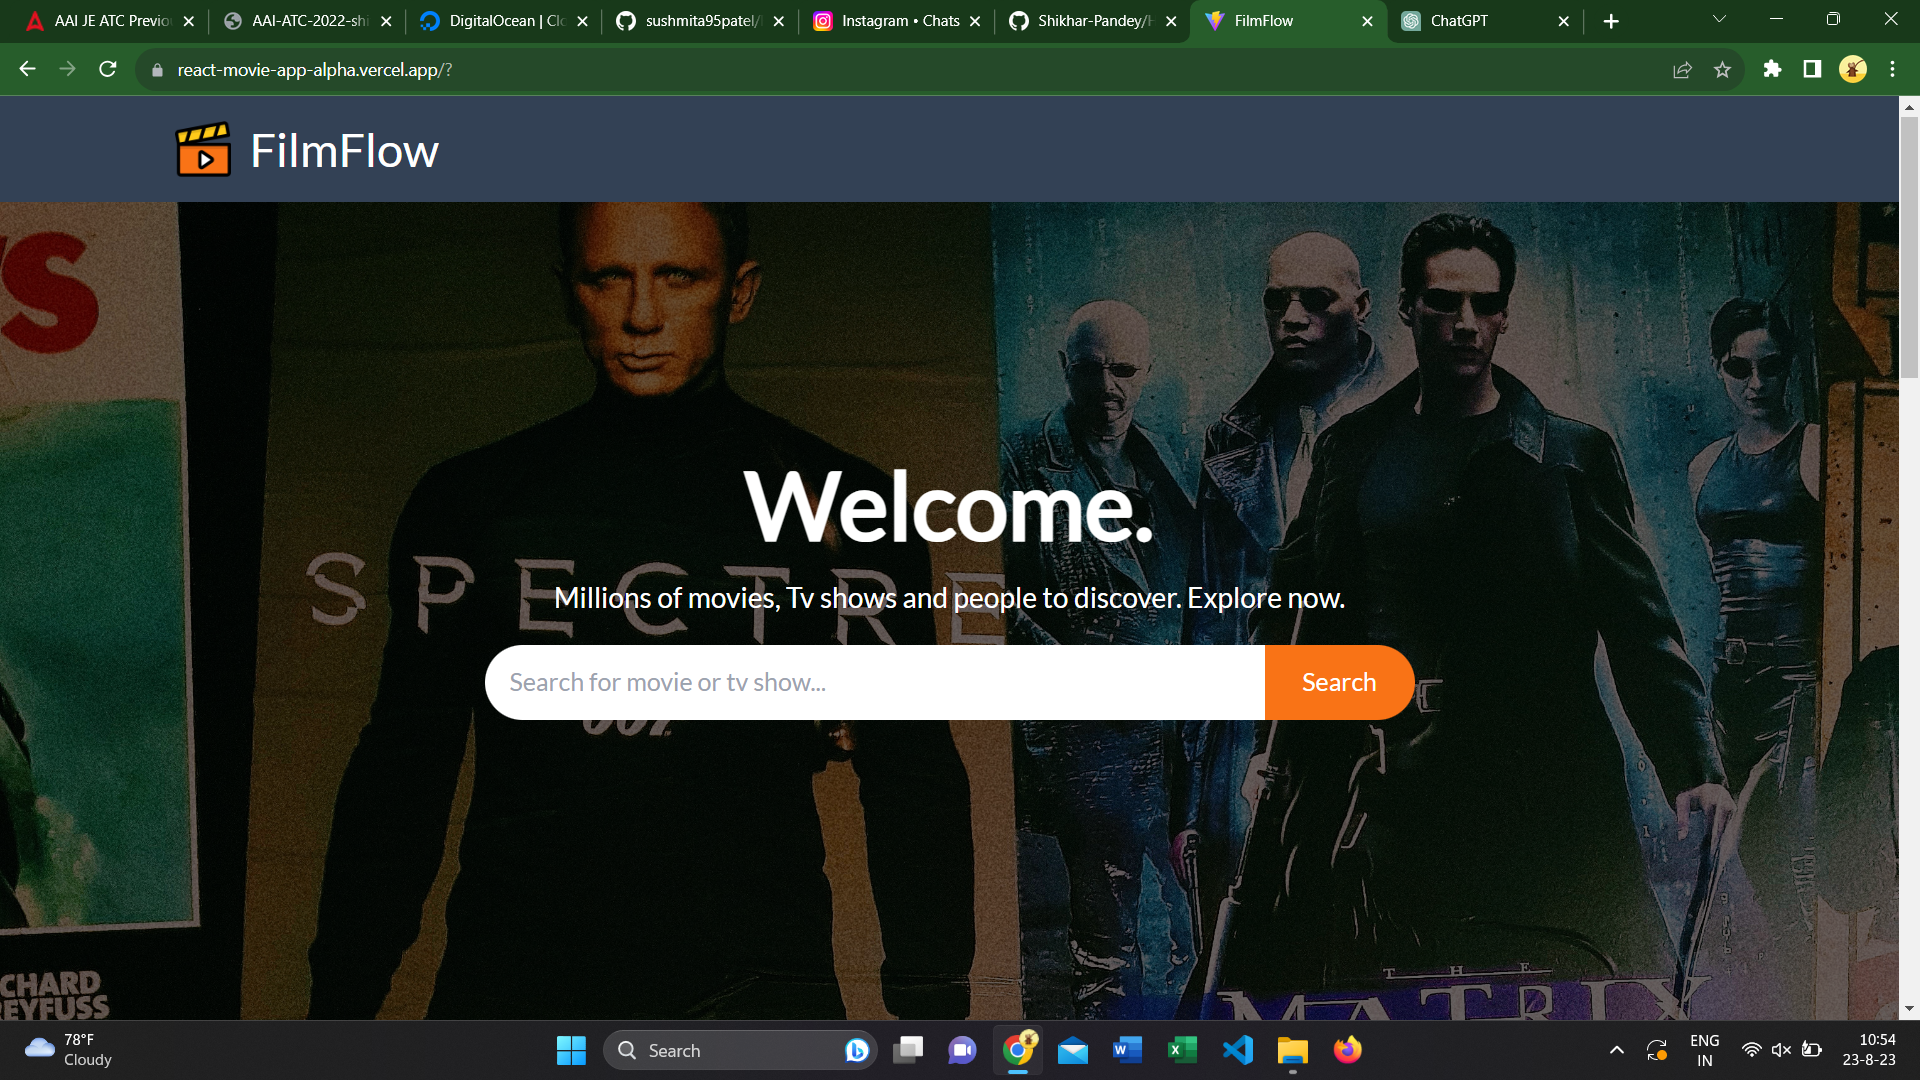 AAI JE ATC Previou
AAI-ATC-2022-shi
DigitalOcean | Clo
sushmita95patel/
Instagram • Chats
Shikhar-Pandey/H
FilmFlow
ChatGPT
react-movie-app-alpha.vercel.app/?
FilmFlow
S
Welcome.
SPECTRE
Millions of movies, Tv shows and people to discover. Explore now.
Search for movie or tv show...
Search
007
THE
MATRIX
CHARD
EYFUSS
78°F
Cloudy
Search
ENG
IN
10:54
23-8-23